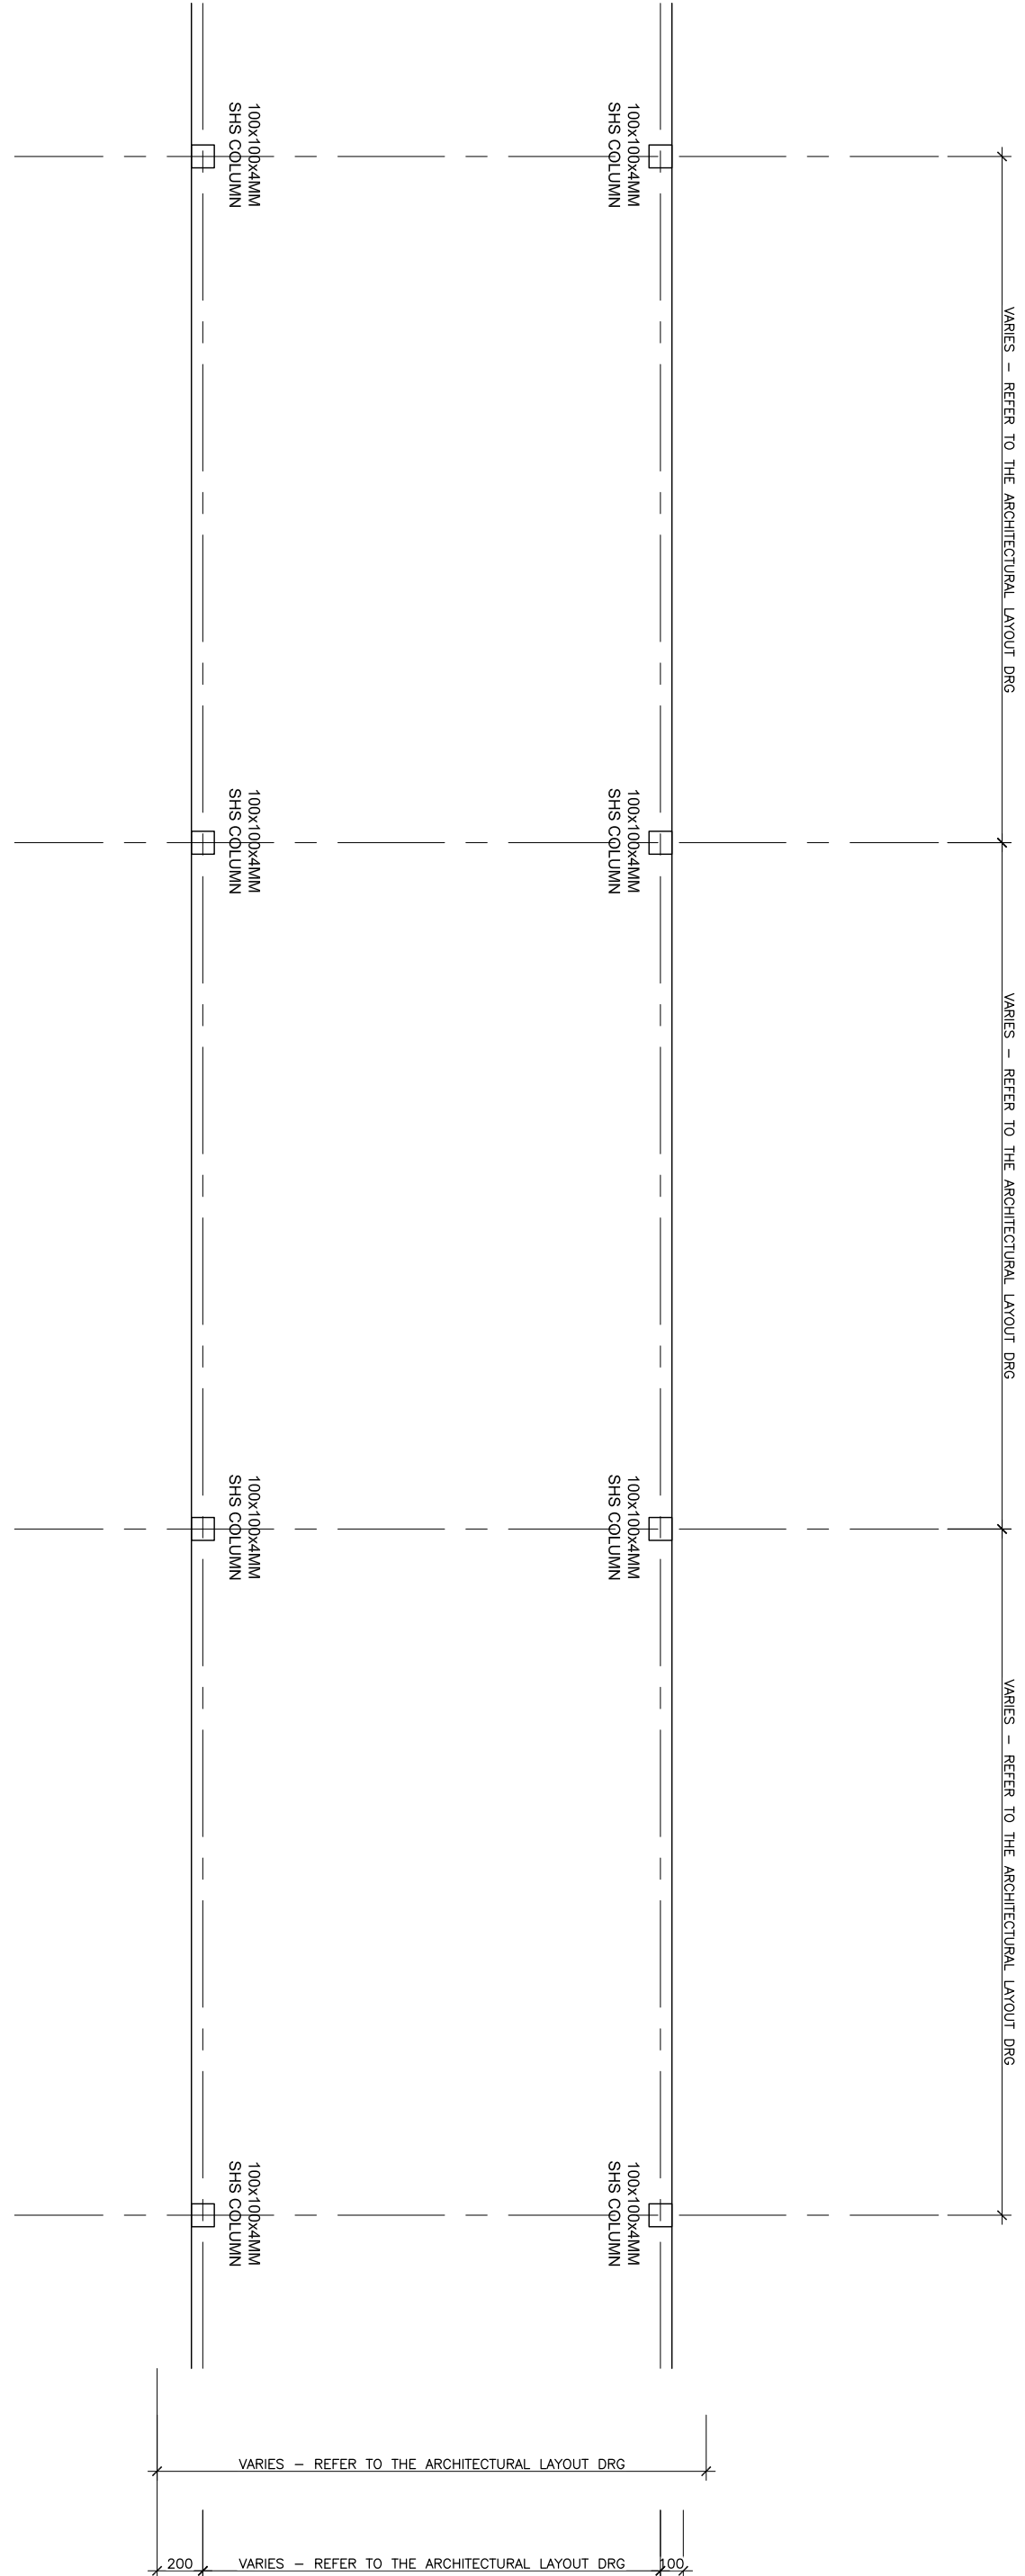 100x100x4MM
SHS COLUMN
100x100x4MM
SHS COLUMN
VARIES - REFER TO THE ARCHITECTURAL LAYOUT DRG
100x100x4MM
SHS COLUMN
100x100x4MM
SHS COLUMN
VARIES - REFER TO THE ARCHITECTURAL LAYOUT DRG
100x100x4MM
SHS COLUMN
100x100x4MM
SHS COLUMN
VARIES - REFER TO THE ARCHITECTURAL LAYOUT DRG
100x100x4MM
SHS COLUMN
100x100x4MM
SHS COLUMN
VARIES - REFER TO THE ARCHITECTURAL LAYOUT DRG
200
VARIES - REFER TO THE ARCHITECTURAL LAYOUT DRG
100